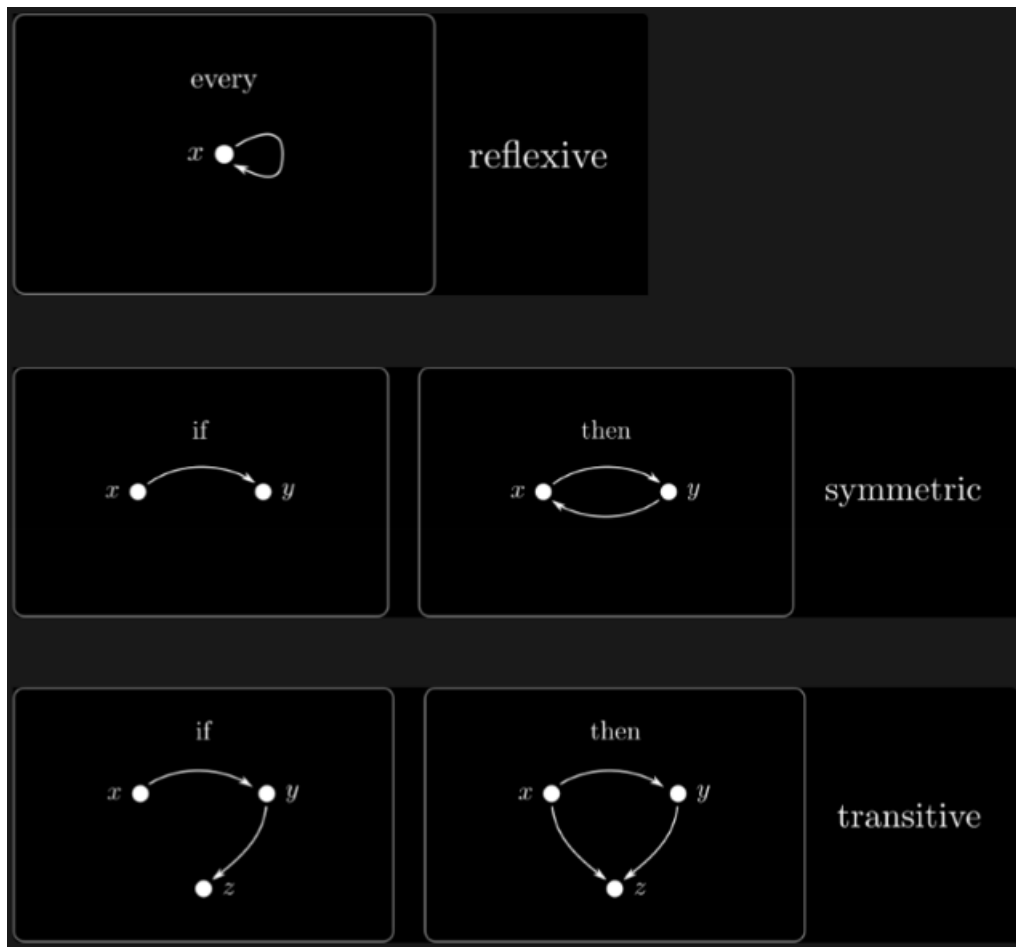 every
x
reflexive
if
x y
then
x y
symmetric
if
x y
z
then
x y
z
transitive